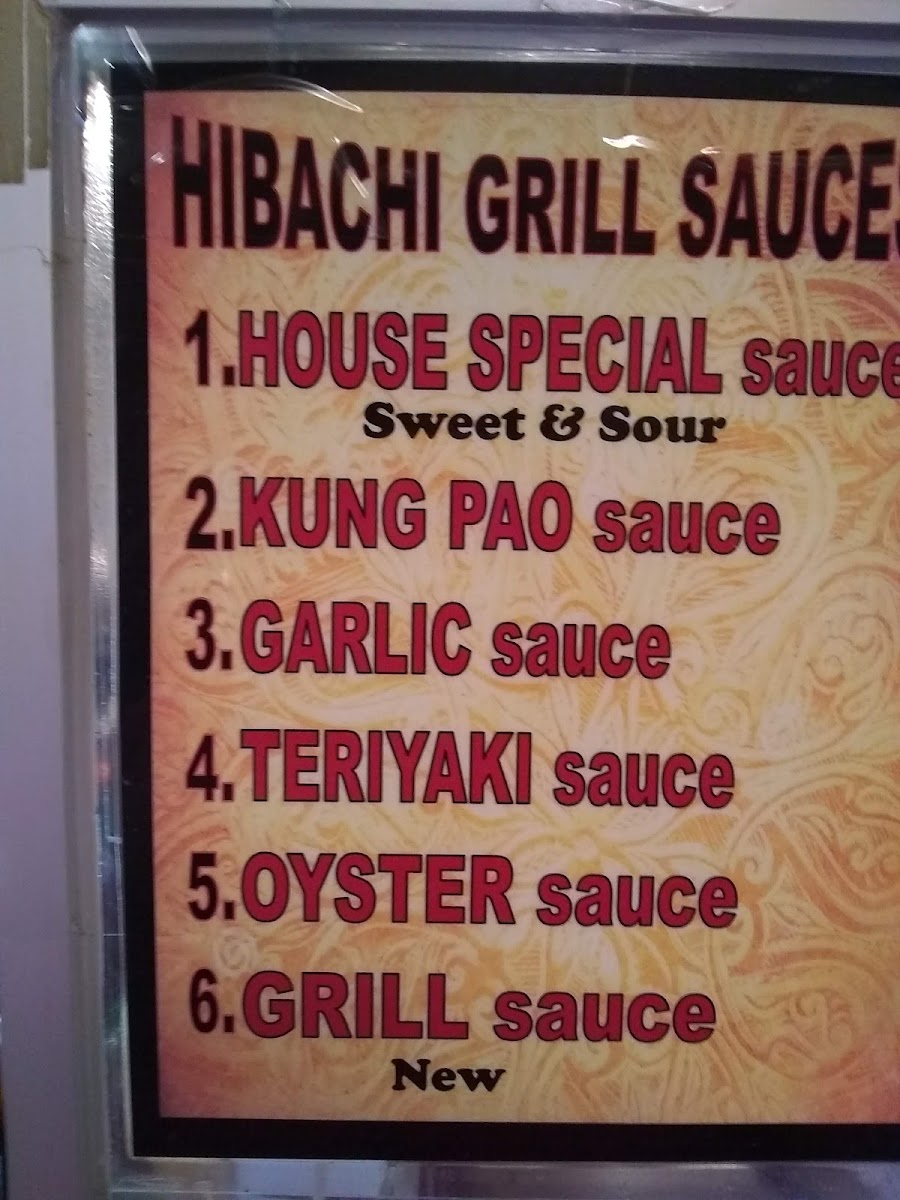 HIBACHI GRILL SAUCES
1.HOUSE SPECIAL sauce
Sweet & Sour
2.KUNG PAO sauce
3.GARLIC sauce
4.TERIYAKI sauce
5.OYSTER sauce
6.GRILL sauce
New